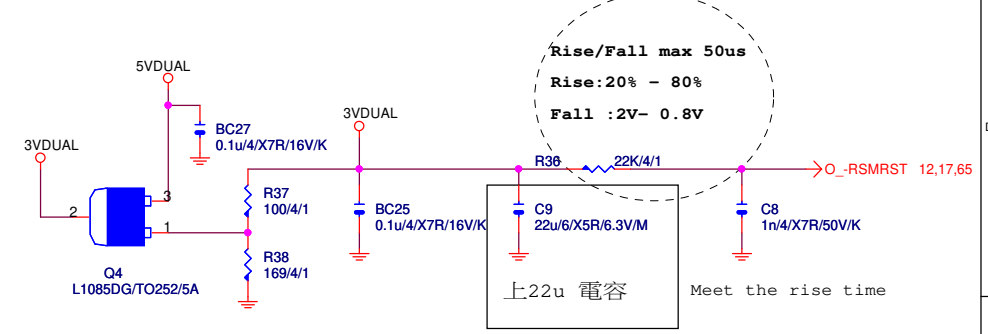 Rise/Fall max 50us
Rise:20% - 80%
Fall :2V- 0.8V
5VDUAL
3VDUAL
3VDUAL
BC27
0.1u/4/X7R/16V/K
R36
22K/4/1
O_-RSMRST 12,17,65
3
2
1
R37
100/4/1
BC25
0.1u/4/X7R/16V/K
C9
22u/6/X5R/6.3V/M
C8
1n/4/X7R/50V/K
R38
169/4/1
Q4
L1085DG/TO252/5A
上22u 電容
Meet the rise time